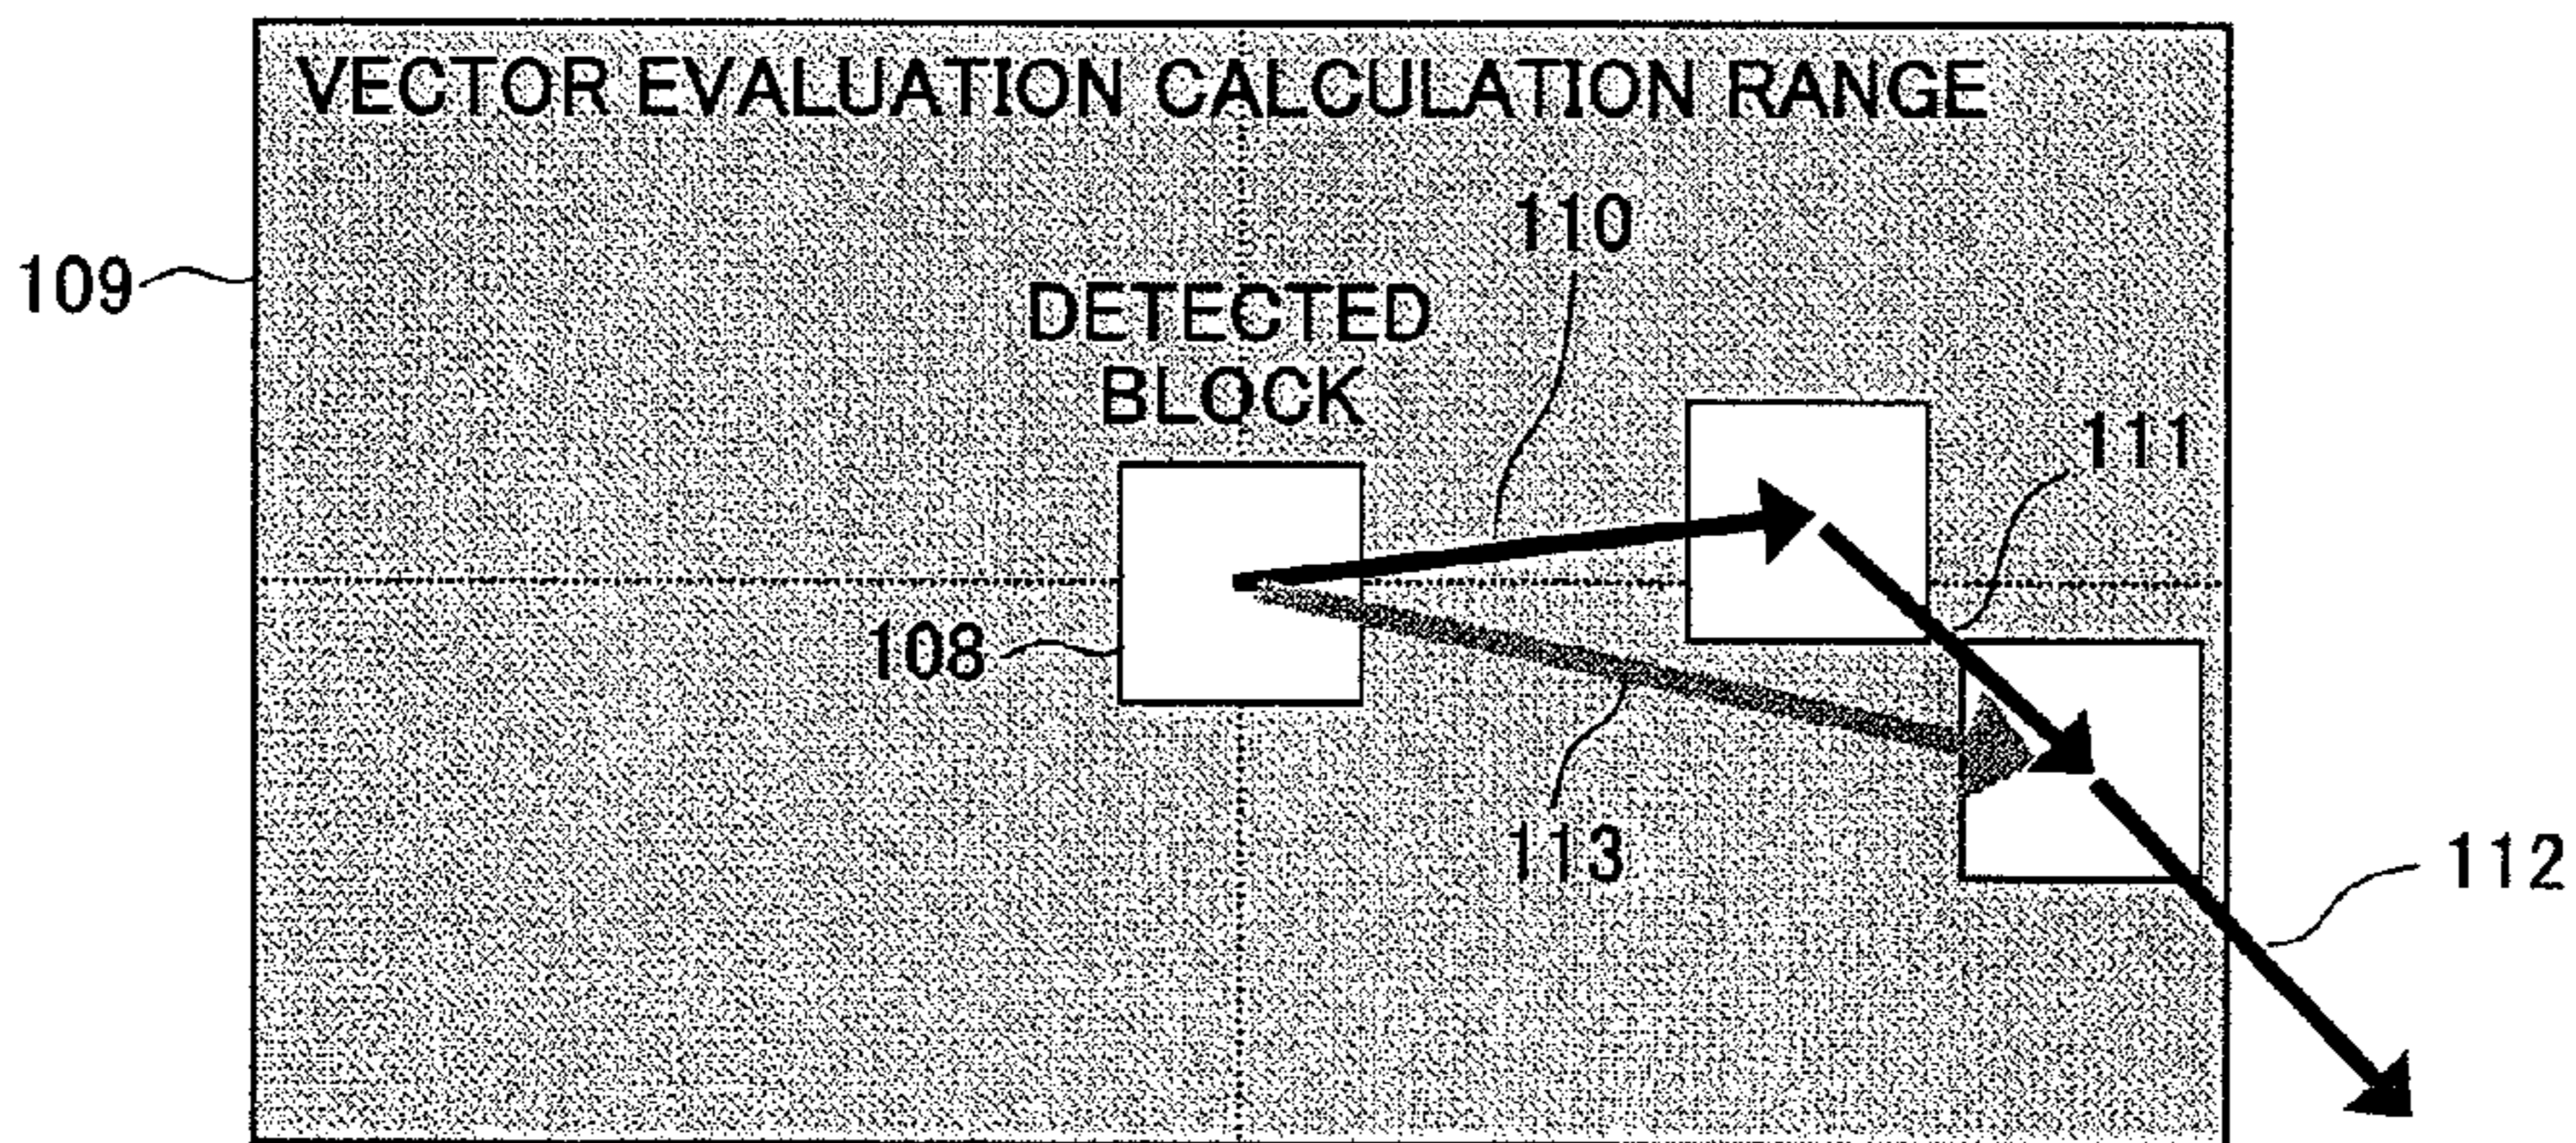 VECTOR EVALUATION CALCULATION RANGE
110
109
DETECTED
BLOCK
111
108
113
112